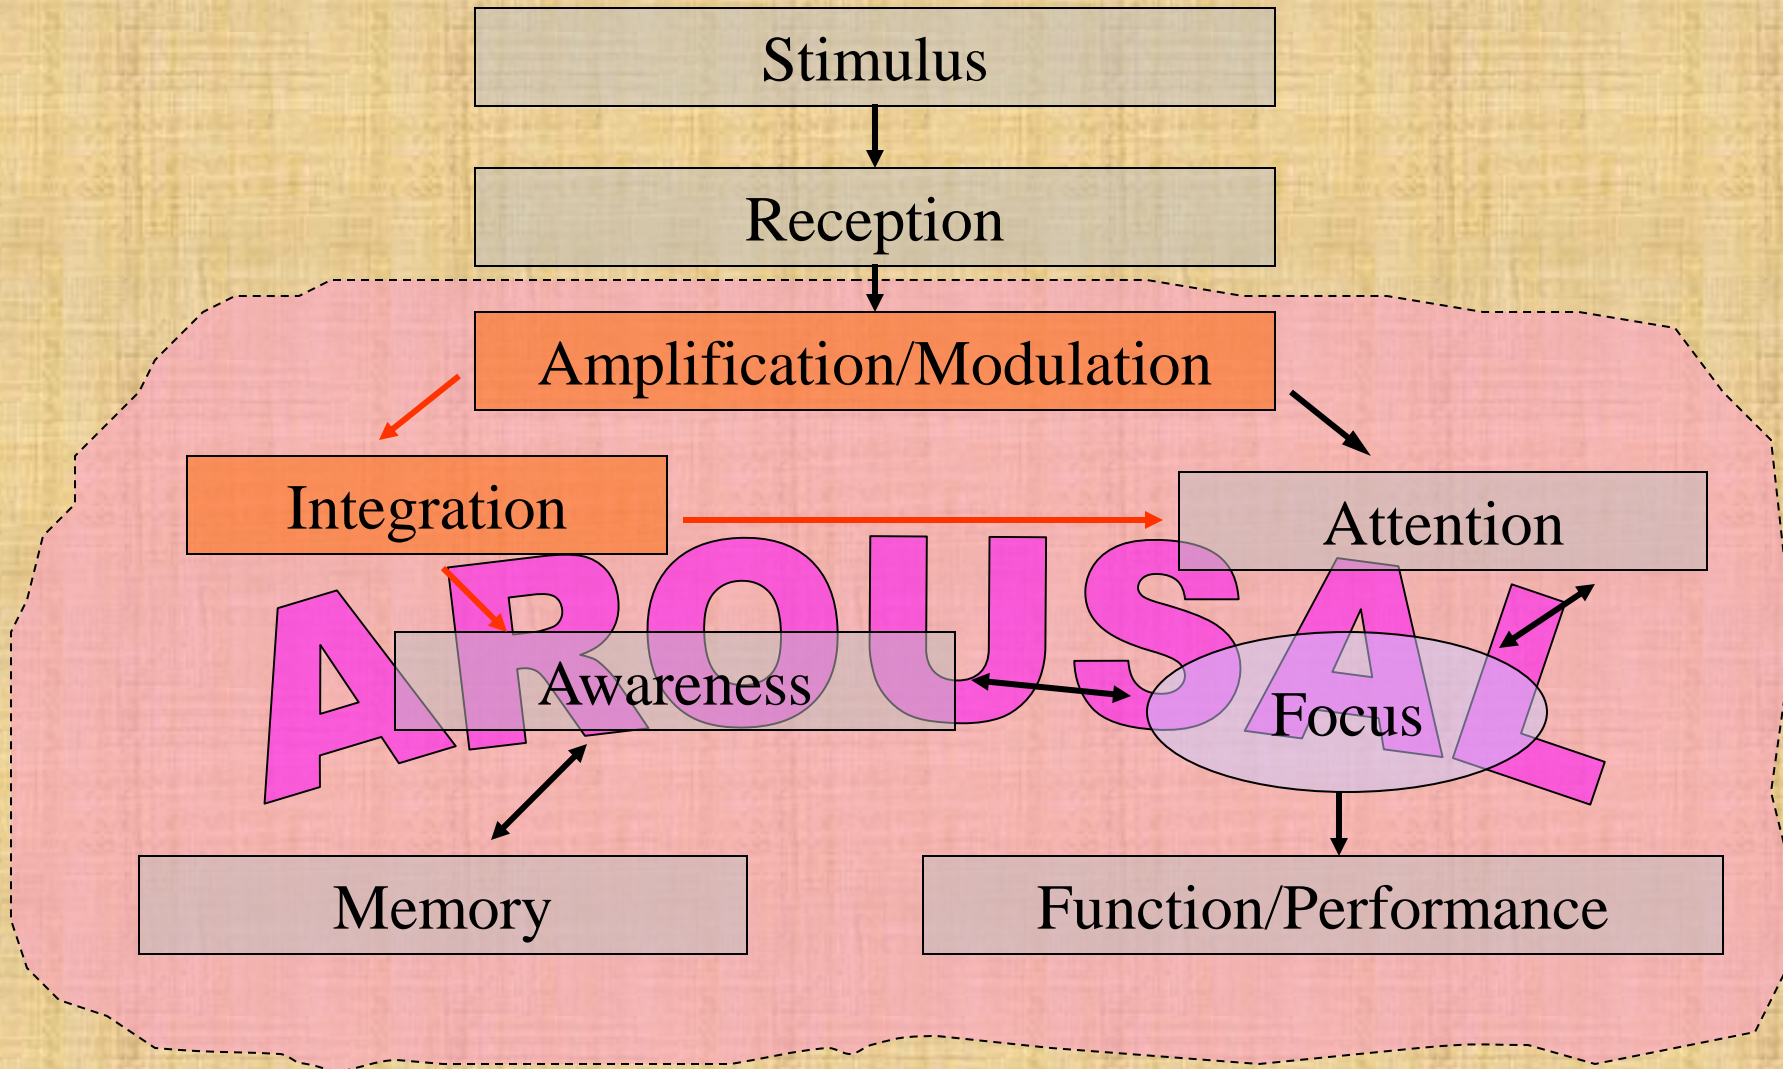 Stimulus
Reception
Amplification/Modulation
Integration
Attention
AROUSAL
Awareness
Focus
Memory
Function/Performance